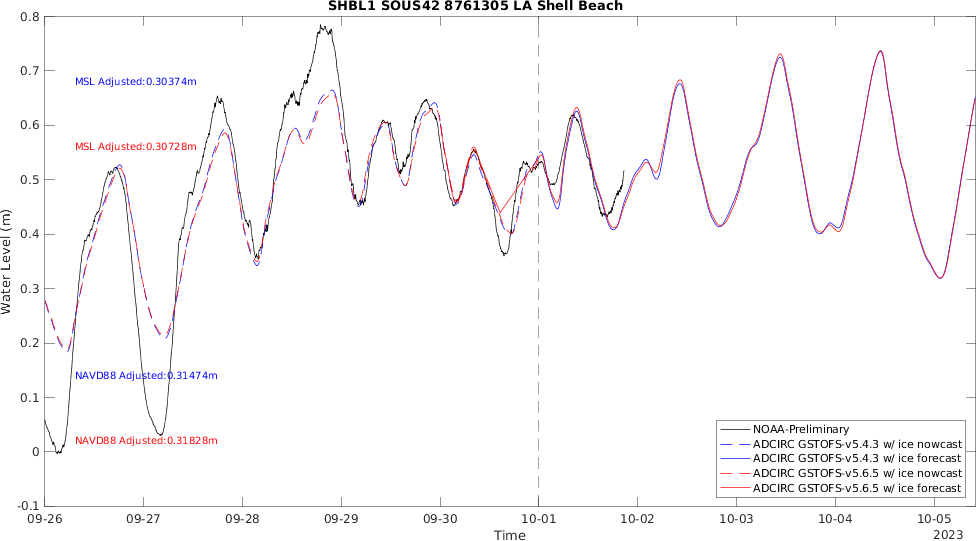 SHBL1 SOUS42 8761305 LA Shell Beach
0.8
0.7
0.6
0.5
0.4
0.3
0.2
0.1
0
-0.1
Water Level (m)
MSL Adjusted:0.30374m
MSL Adjusted:0.30728m
NAVD88 Adjusted:0.31474m
NAVD88 Adjusted:0.31828m
NOAA-Preliminary
ADCIRC GSTOFS-v5.4.3 w/ ice nowcast
ADCIRC GSTOFS-v5.4.3 w/ ice forecast
ADCIRC GSTOFS-v5.6.5 w/ ice nowcast
ADCIRC GSTOFS-v5.6.5 w/ ice forecast
09-26 09-27 09-28 09-29 09-30 10-01 10-02 10-03 10-04 10-05
Time
2023